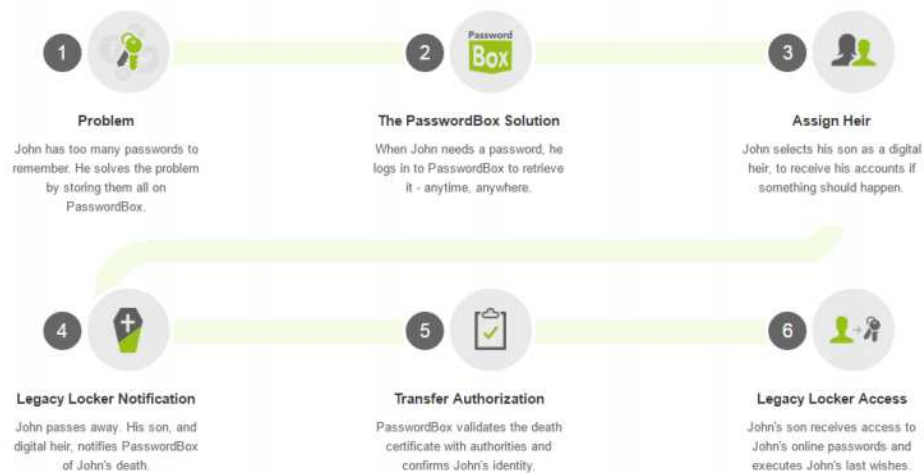 1
Problem
John has too many passwords to
remember. He solves the problem
by storing them all on
PasswordBox.
2
Password
Box
The PasswordBox Solution
When John needs a password, he
logs in to PasswordBox to retrieve
it - anytime, anywhere.
3
Assign Heir
John selects his son as a digital
heir, to receive his accounts if
something should happen.
4
Legacy Locker Notification
John passes away. His son, and
digital heir, notifies PasswordBox
of John's death.
5
Transfer Authorization
PasswordBox validates the death
certificate with authorities and
confirms John's identity.
6
Legacy Locker Access
John's son receives access to
John's online passwords and
executes John's last wishes.